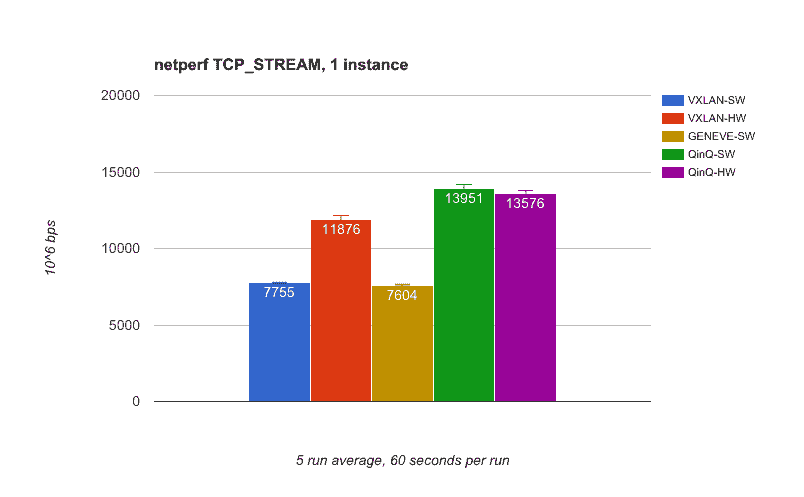 netperf TCP_STREAM, 1 instance
20000
15000
10000
5000
0
10^6 bps
7755
11876
7604
13951
13576
VXLAN-SW
VXLAN-HW
GENEVE-SW
QinQ-SW
QinQ-HW
5 run average, 60 seconds per run